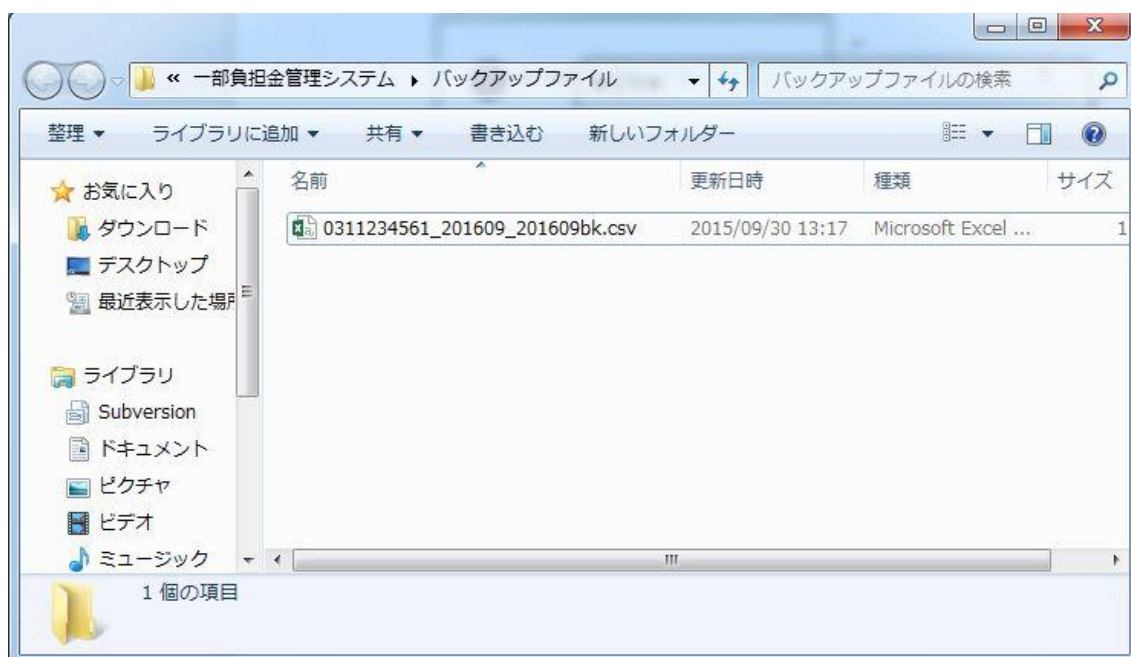 « 一部負担金管理システム ▸ バックアップファイル バックアップファイルの検索
整理 ライブラリに追加 共有 書き込む 新しいフォルダー
名前 更新日時 種類 サイズ
0311234561_201609_201609bk.csv 2015/09/30 13:17 Microsoft Excel ... 1
お気に入り
ダウンロード
デスクトップ
最近表示した場所
ライブラリ
Subversion
ドキュメント
ピクチャ
ビデオ
ミュージック
1 個の項目